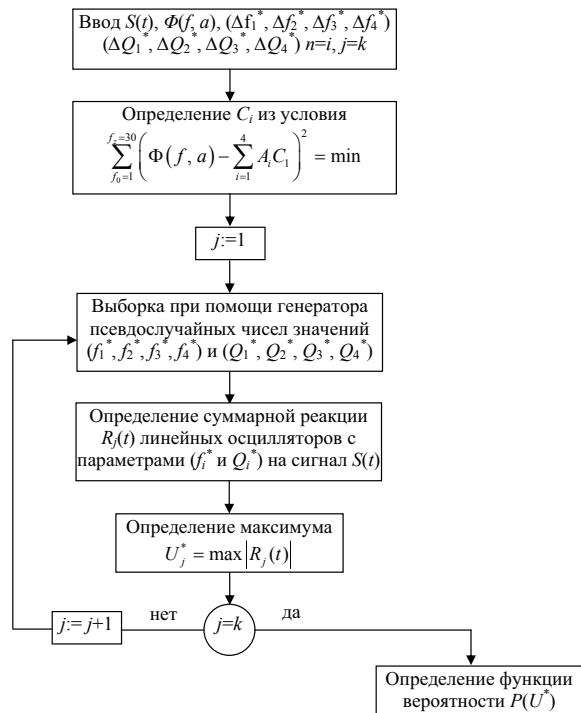 Ввод S(t), Φ(f, a), (Δf₁*, Δf₂*, Δf₃*, Δf₄*)
(ΔQ₁*, ΔQ₂*, ΔQ₃*, ΔQ₄*) n=i, j=k
Определение Cᵢ из условия
∑_{f₀=1}^{f_z=30} (Φ(f, a) − ∑_{i=1}^{4} AᵢC₁)² = min
j:=1
Выборка при помощи генератора
псевдослучайных чисел значений
(f₁*, f₂*, f₃*, f₄*) и (Q₁*, Q₂*, Q₃*, Q₄*)
Определение суммарной реакции
Rⱼ(t) линейных осцилляторов с
параметрами (fᵢ* и Qᵢ*) на сигнал S(t)
Определение максимума
Uⱼ* = max|Rⱼ(t)|
j:= j+1
нет
j=k
да
Определение функции
вероятности P(U*)